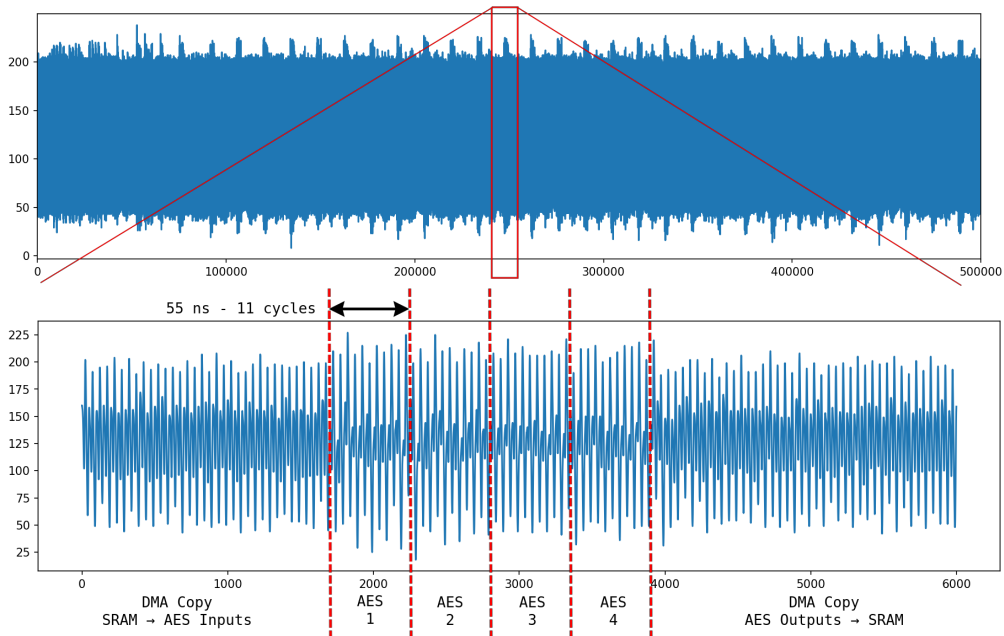 200
150
100
50
0
0 100000 200000 300000 400000 500000
55 ns - 11 cycles
225
200
175
150
125
100
75
50
25
0 1000 2000 3000 4000 5000 6000
DMA Copy AES AES AES AES DMA Copy
SRAM → AES Inputs 1 2 3 4 AES Outputs → SRAM